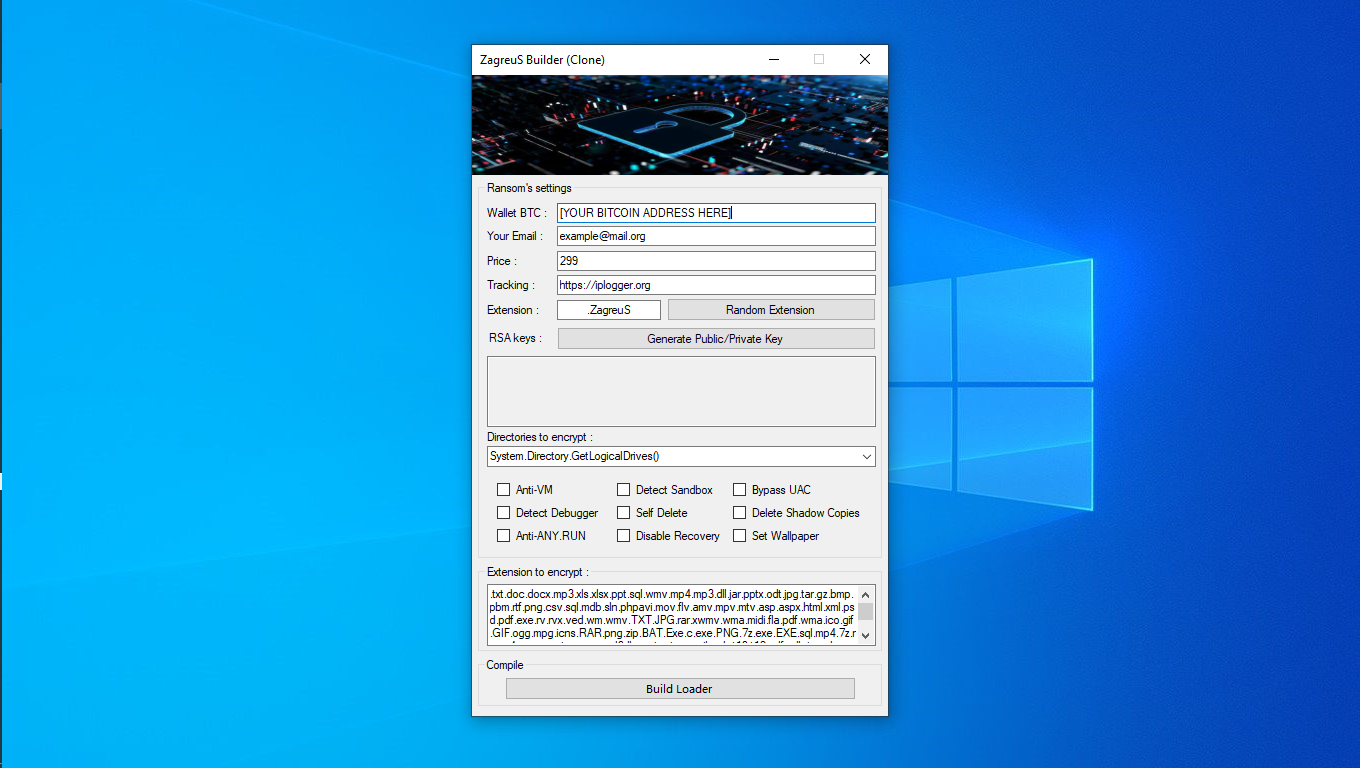 ZagreuS Builder (Clone)
Ransom's settings
Wallet BTC : [YOUR BITCOIN ADDRESS HERE]
Your Email : example@mail.org
Price : 299
Tracking : https://iplogger.org
Extension : .ZagreuS Random Extension
RSA keys : Generate Public/Private Key
Directories to encrypt :
System.Directory.GetLogicalDrives()
Anti-VM Detect Sandbox Bypass UAC
Detect Debugger Self Delete Delete Shadow Copies
Anti-ANY.RUN Disable Recovery Set Wallpaper
Extension to encrypt :
.txt.doc.docx.mp3.xls.xlsx.ppt.sql.wmv.mp4.mp3.dll.jar.pptx.odt.jpg.tar.gz.bmp.
pbm.rtf.png.csv.sql.mdb.sln.phpavi.mov.flv.amv.mpv.mtv.asp.aspx.html.xml.ps
d.pdf.exe.rv.rvx.ved.wm.wmv.TXT.JPG.rar.xwmv.wma.midi.fla.pdf.wma.ico.gif
.GIF.ogg.mpg.icns.RAR.png.zip.BAT.Exe.c.exe.PNG.7z.exe.EXE.sql.mp4.7z.r
Compile
Build Loader